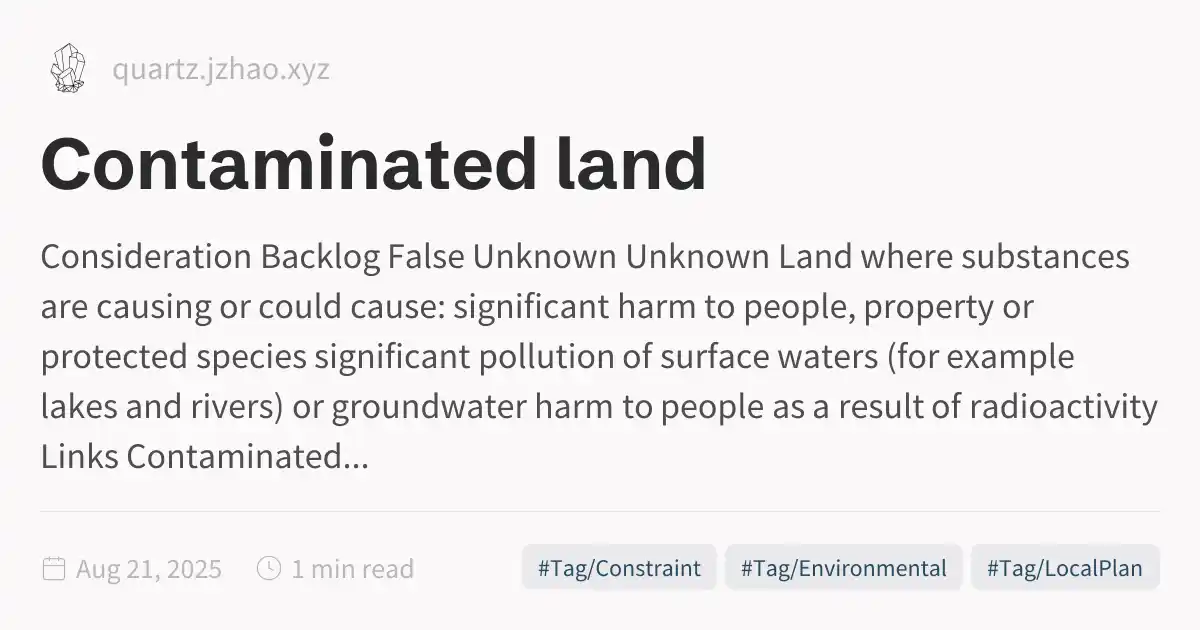 quartz.jzhao.xyz
Contaminated land
Consideration Backlog False Unknown Unknown Land where substances
are causing or could cause: significant harm to people, property or
protected species significant pollution of surface waters (for example
lakes and rivers) or groundwater harm to people as a result of radioactivity
Links Contaminated...
Aug 21, 2025 1 min read #Tag/Constraint #Tag/Environmental #Tag/LocalPlan